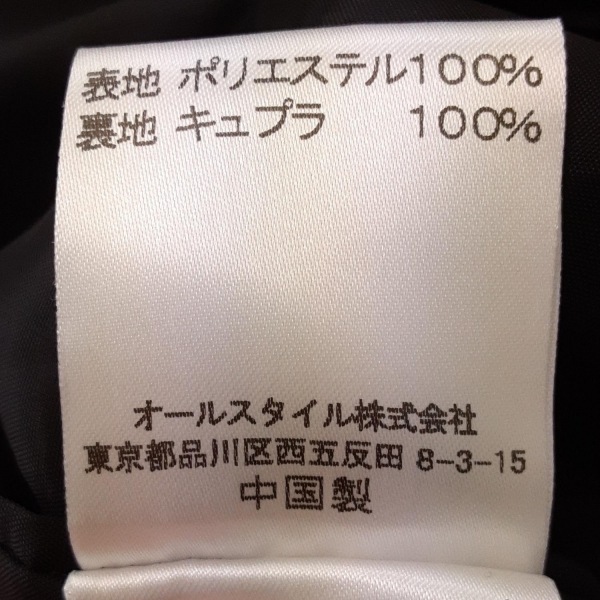 表地 ポリエステル100%
裏地 キュプラ 100%
オールスタイル株式会社
東京都品川区西五反田 8-3-15
中国製